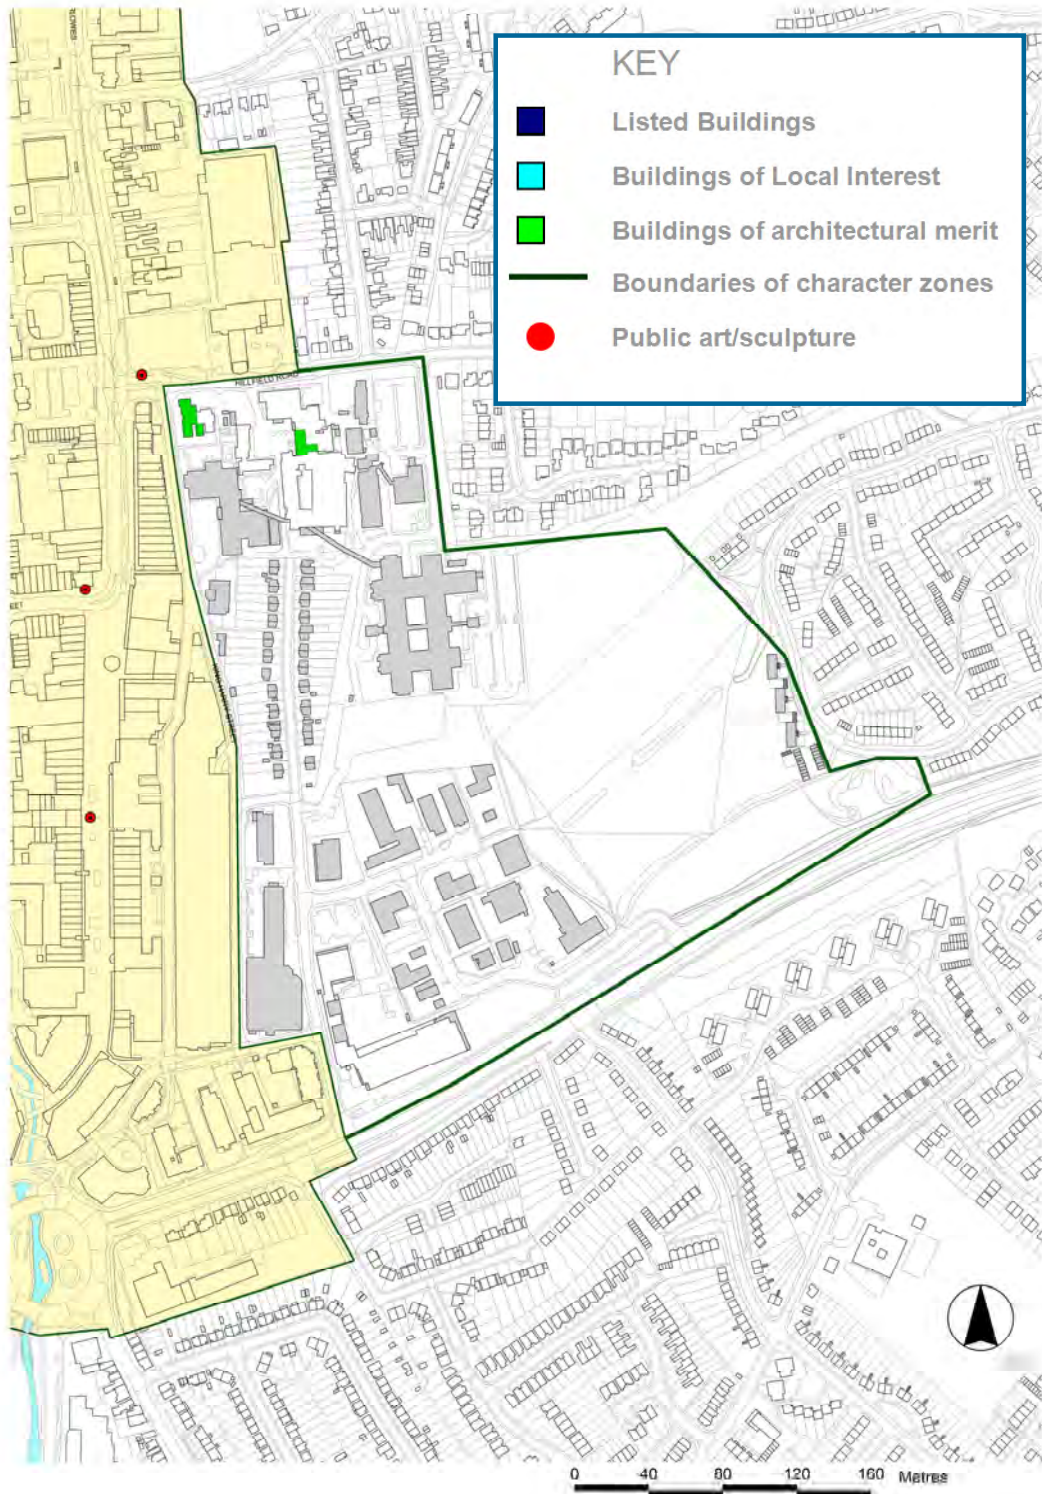 KEY
Listed Buildings
Buildings of Local Interest
Buildings of architectural merit
Boundaries of character zones
Public art/sculpture
HILLFIELD ROAD
0 40 80 120 160 Metres